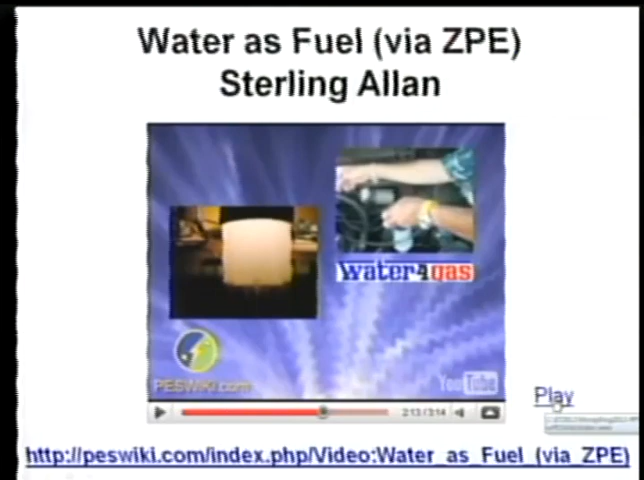 Water as Fuel (via ZPE)
Sterling Allan
water4gas
PESWiki.com
YouTube
2:13 / 3:14
Play
http://peswiki.com/index.php/Video:Water_as_Fuel_(via_ZPE)